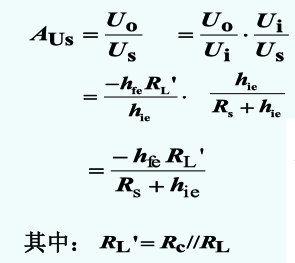 A_Us = U_o / U_s = U_o / U_i · U_i / U_s
= -h_fe R_L' / h_ie · h_ie / (R_s + h_ie)
= -h_fe R_L' / (R_s + h_ie)
其中： R_L'= R_c//R_L